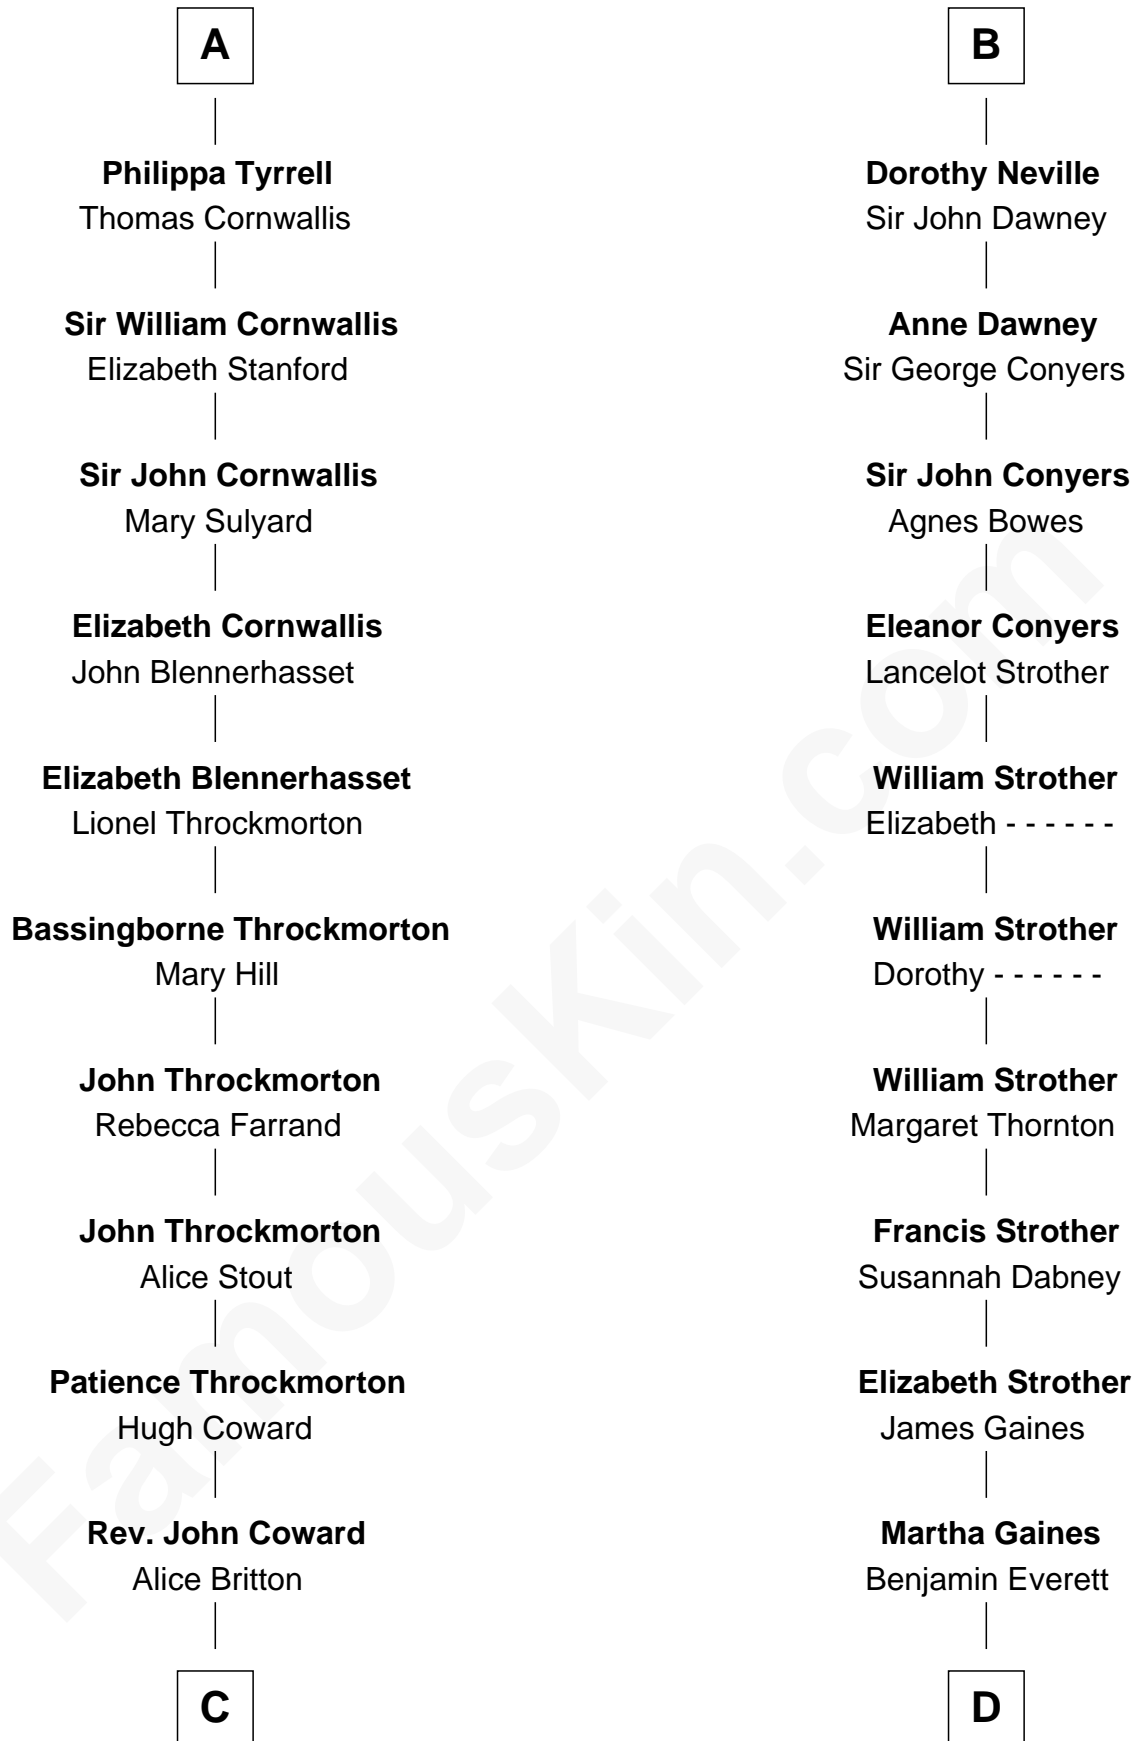 A
Philippa Tyrrell
Thomas Cornwallis
Sir William Cornwallis
Elizabeth Stanford
Sir John Cornwallis
Mary Sulyard
Elizabeth Cornwallis
John Blennerhasset
Elizabeth Blennerhasset
Lionel Throckmorton
Bassingborne Throckmorton
Mary Hill
John Throckmorton
Rebecca Farrand
John Throckmorton
Alice Stout
Patience Throckmorton
Hugh Coward
Rev. John Coward
Alice Britton
C
B
Dorothy Neville
Sir John Dawney
Anne Dawney
Sir George Conyers
Sir John Conyers
Agnes Bowes
Eleanor Conyers
Lancelot Strother
William Strother
Elizabeth - - - - - -
William Strother
Dorothy - - - - - -
William Strother
Margaret Thornton
Francis Strother
Susannah Dabney
Elizabeth Strother
James Gaines
Martha Gaines
Benjamin Everett
D
FamousKin.com